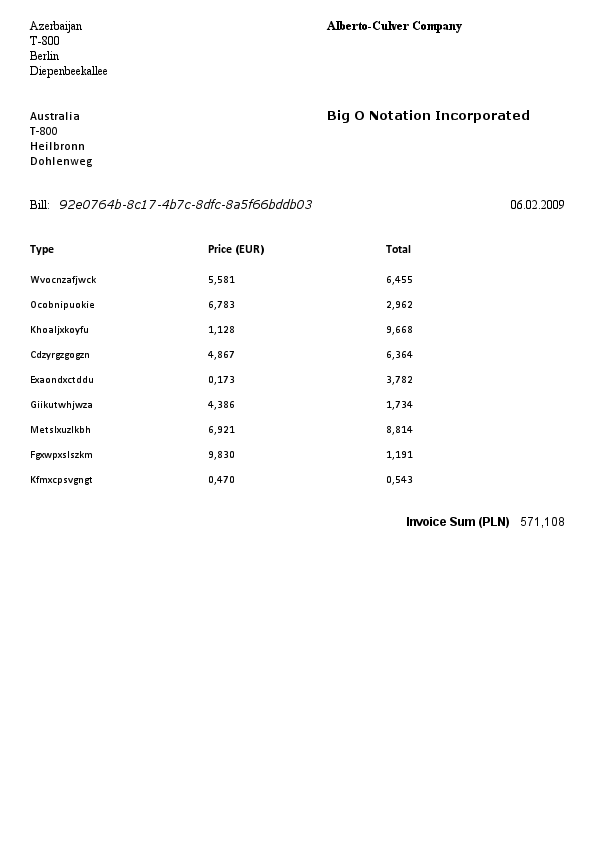 Azerbaijan
T-800
Berlin
Diepenbeekallee
Alberto-Culver Company
Australia
T-800
Heilbronn
Dohlenweg
Big O Notation Incorporated
Bill: 92e0764b-8c17-4b7c-8dfc-8a5f66bddb03 06.02.2009
Type Price (EUR) Total
Wvocnzafjwck 5,581 6,455
Ocobnipuokie 6,783 2,962
Khoaljxkoyfu 1,128 9,668
Cdzyrgzgogzn 4,867 6,364
Exaondxctddu 0,173 3,782
Giikutwhjwza 4,386 1,734
Metslxuzlkbh 6,921 8,814
Fgxwpxslszkm 9,830 1,191
Kfmxcpsvgngt 0,470 0,543
Invoice Sum (PLN) 571,108